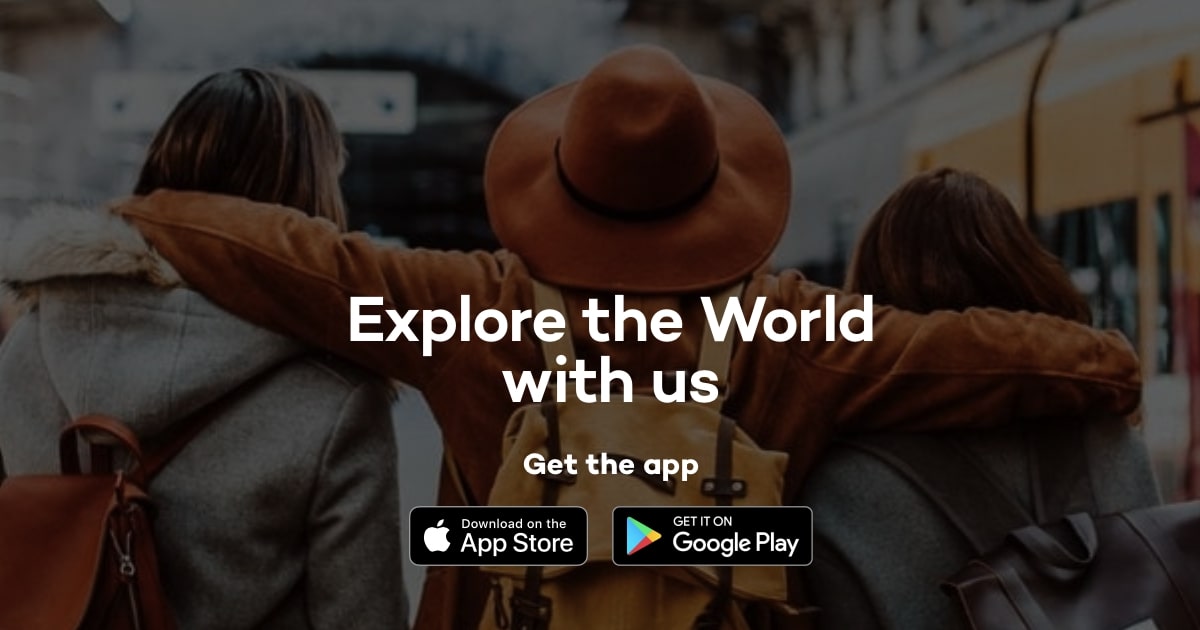 Explore the World
with us
Get the app
Download on the
App Store
GET IT ON
Google Play